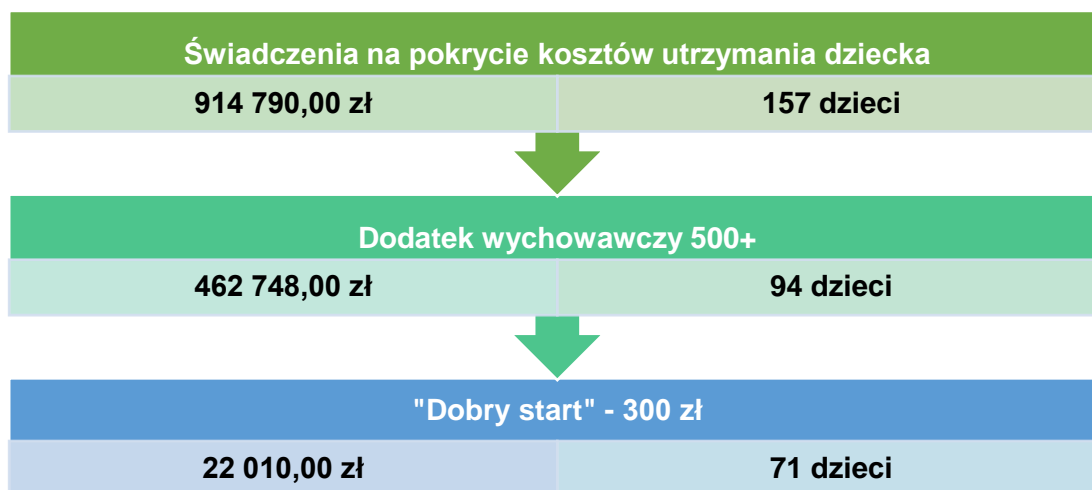 Świadczenia na pokrycie kosztów utrzymania dziecka
914 790,00 zł 157 dzieci
Dodatek wychowawczy 500+
462 748,00 zł 94 dzieci
"Dobry start" - 300 zł
22 010,00 zł 71 dzieci